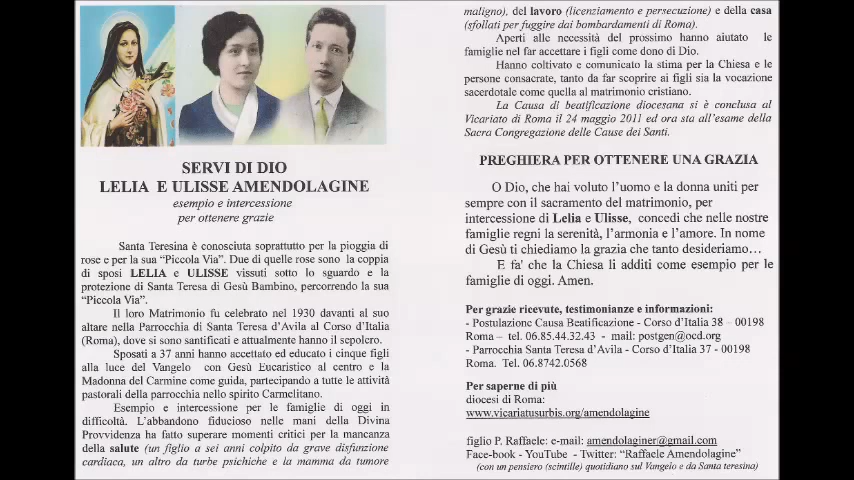 SERVI DI DIO
LELIA E ULISSE AMENDOLAGINE
esempio e intercessione
per ottenere grazie
Santa Teresina è conosciuta soprattutto per la pioggia di
rose e per la sua “Piccola Via”. Due di quelle rose sono la coppia
di sposi LELIA e ULISSE vissuti sotto lo sguardo e la
protezione di Santa Teresa di Gesù Bambino, percorrendo la sua
“Piccola Via”.
Il loro Matrimonio fu celebrato nel 1930 davanti al suo
altare nella Parrocchia di Santa Teresa d’Avila al Corso d’Italia
(Roma), dove si sono santificati e attualmente hanno il sepolcro.
Sposati a 37 anni hanno accettato ed educato i cinque figli
alla luce del Vangelo con Gesù Eucaristico al centro e la
Madonna del Carmine come guida, partecipando a tutte le attività
pastorali della parrocchia nello spirito Carmelitano.
Esempio e intercessione per le famiglie di oggi in
difficoltà. L’abbandono fiducioso nelle mani della Divina
Provvidenza ha fatto superare momenti critici per la mancanza
della salute (un figlio a sei anni colpito da grave disfunzione
cardiaca, un altro da turbe psichiche e la mamma da tumore
maligno), del lavoro (licenziamento e persecuzione) e della casa
(sfollati per fuggire dai bombardamenti di Roma).
Aperti alle necessità del prossimo hanno aiutato le
famiglie nel far accettare i figli come dono di Dio.
Hanno coltivato e comunicato la stima per la Chiesa e le
persone consacrate, tanto da far scoprire ai figli sia la vocazione
sacerdotale come quella al matrimonio cristiano.
La Causa di beatificazione diocesana si è conclusa al
Vicariato di Roma il 24 maggio 2011 ed ora sta all’esame della
Sacra Congregazione delle Cause dei Santi.
PREGHIERA PER OTTENERE UNA GRAZIA
O Dio, che hai voluto l’uomo e la donna uniti per
sempre con il sacramento del matrimonio, per
intercessione di Lelia e Ulisse, concedi che nelle nostre
famiglie regni la serenità, l’armonia e l’amore. In nome
di Gesù ti chiediamo la grazia che tanto desideriamo…
E fa' che la Chiesa li additi come esempio per le
famiglie di oggi. Amen.
Per grazie ricevute, testimonianze e informazioni:
- Postulazione Causa Beatificazione - Corso d’Italia 38 – 00198
Roma – tel. 06.85.44.32.43 - mail: postgen@ocd.org
- Parrocchia Santa Teresa d’Avila - Corso d’Italia 37 - 00198
Roma. Tel. 06.8742.0568
Per saperne di più
diocesi di Roma:
www.vicariatusurbis.org/amendolagine
figlio P. Raffaele: e-mail: amendolaginer@gmail.com
Face-book - YouTube - Twitter: “Raffaele Amendolagine”
(con un pensiero (scintille) quotidiano sul Vangelo e da Santa teresina)